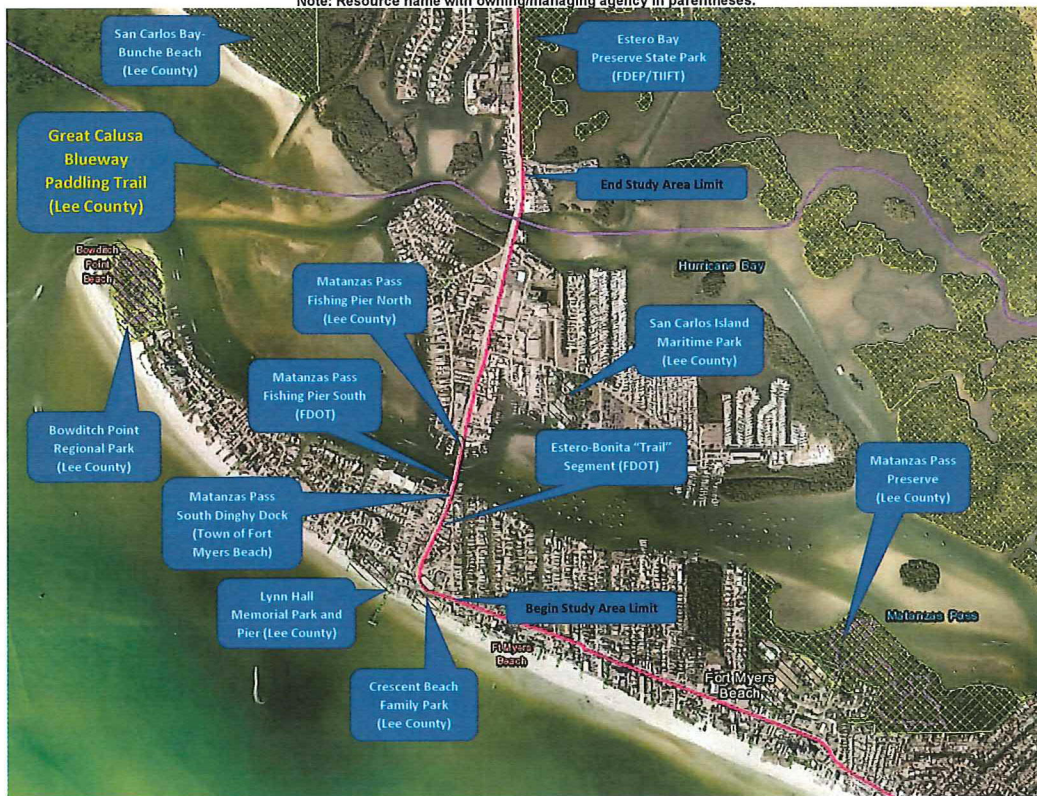 Note: Resource name with owning/managing agency in parentheses.
San Carlos Bay-
Bunche Beach
(Lee County)
Estero Bay
Preserve State Park
(FDEP/TIIFT)
Great Calusa
Blueway
Paddling Trail
(Lee County)
End Study Area Limit
Bowditch
Point
Beach
Hurricane Bay
Matanzas Pass
Fishing Pier North
(Lee County)
San Carlos Island
Maritime Park
(Lee County)
Matanzas Pass
Fishing Pier South
(FDOT)
Bowditch Point
Regional Park
(Lee County)
Estero-Bonita "Trail"
Segment (FDOT)
Matanzas Pass
Preserve
(Lee County)
Matanzas Pass
South Dinghy Dock
(Town of Fort
Myers Beach)
Lynn Hall
Memorial Park and
Pier (Lee County)
Begin Study Area Limit
Matanzas Pass
Ft Myers
Beach
Fort Myers
Beach
Crescent Beach
Family Park
(Lee County)